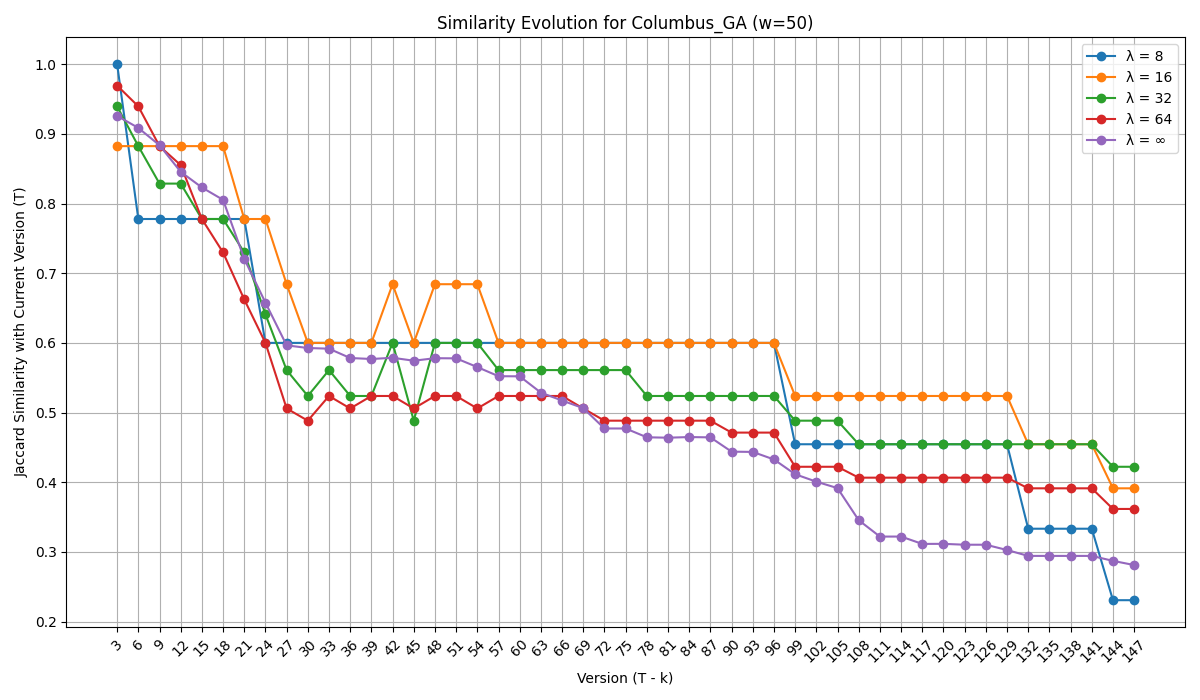 Similarity Evolution for Columbus_GA (w=50)
λ = 8
λ = 16
λ = 32
λ = 64
λ = ∞
Jaccard Similarity with Current Version (T)
1.0
0.9
0.8
0.7
0.6
0.5
0.4
0.3
0.2
3 6 9 12 15 18 21 24 27 30 33 36 39 42 45 48 51 54 57 60 63 66 69 72 75 78 81 84 87 90 93 96 99 102 105 108 111 114 117 120 123 126 129 132 135 138 141 144 147
Version (T - k)